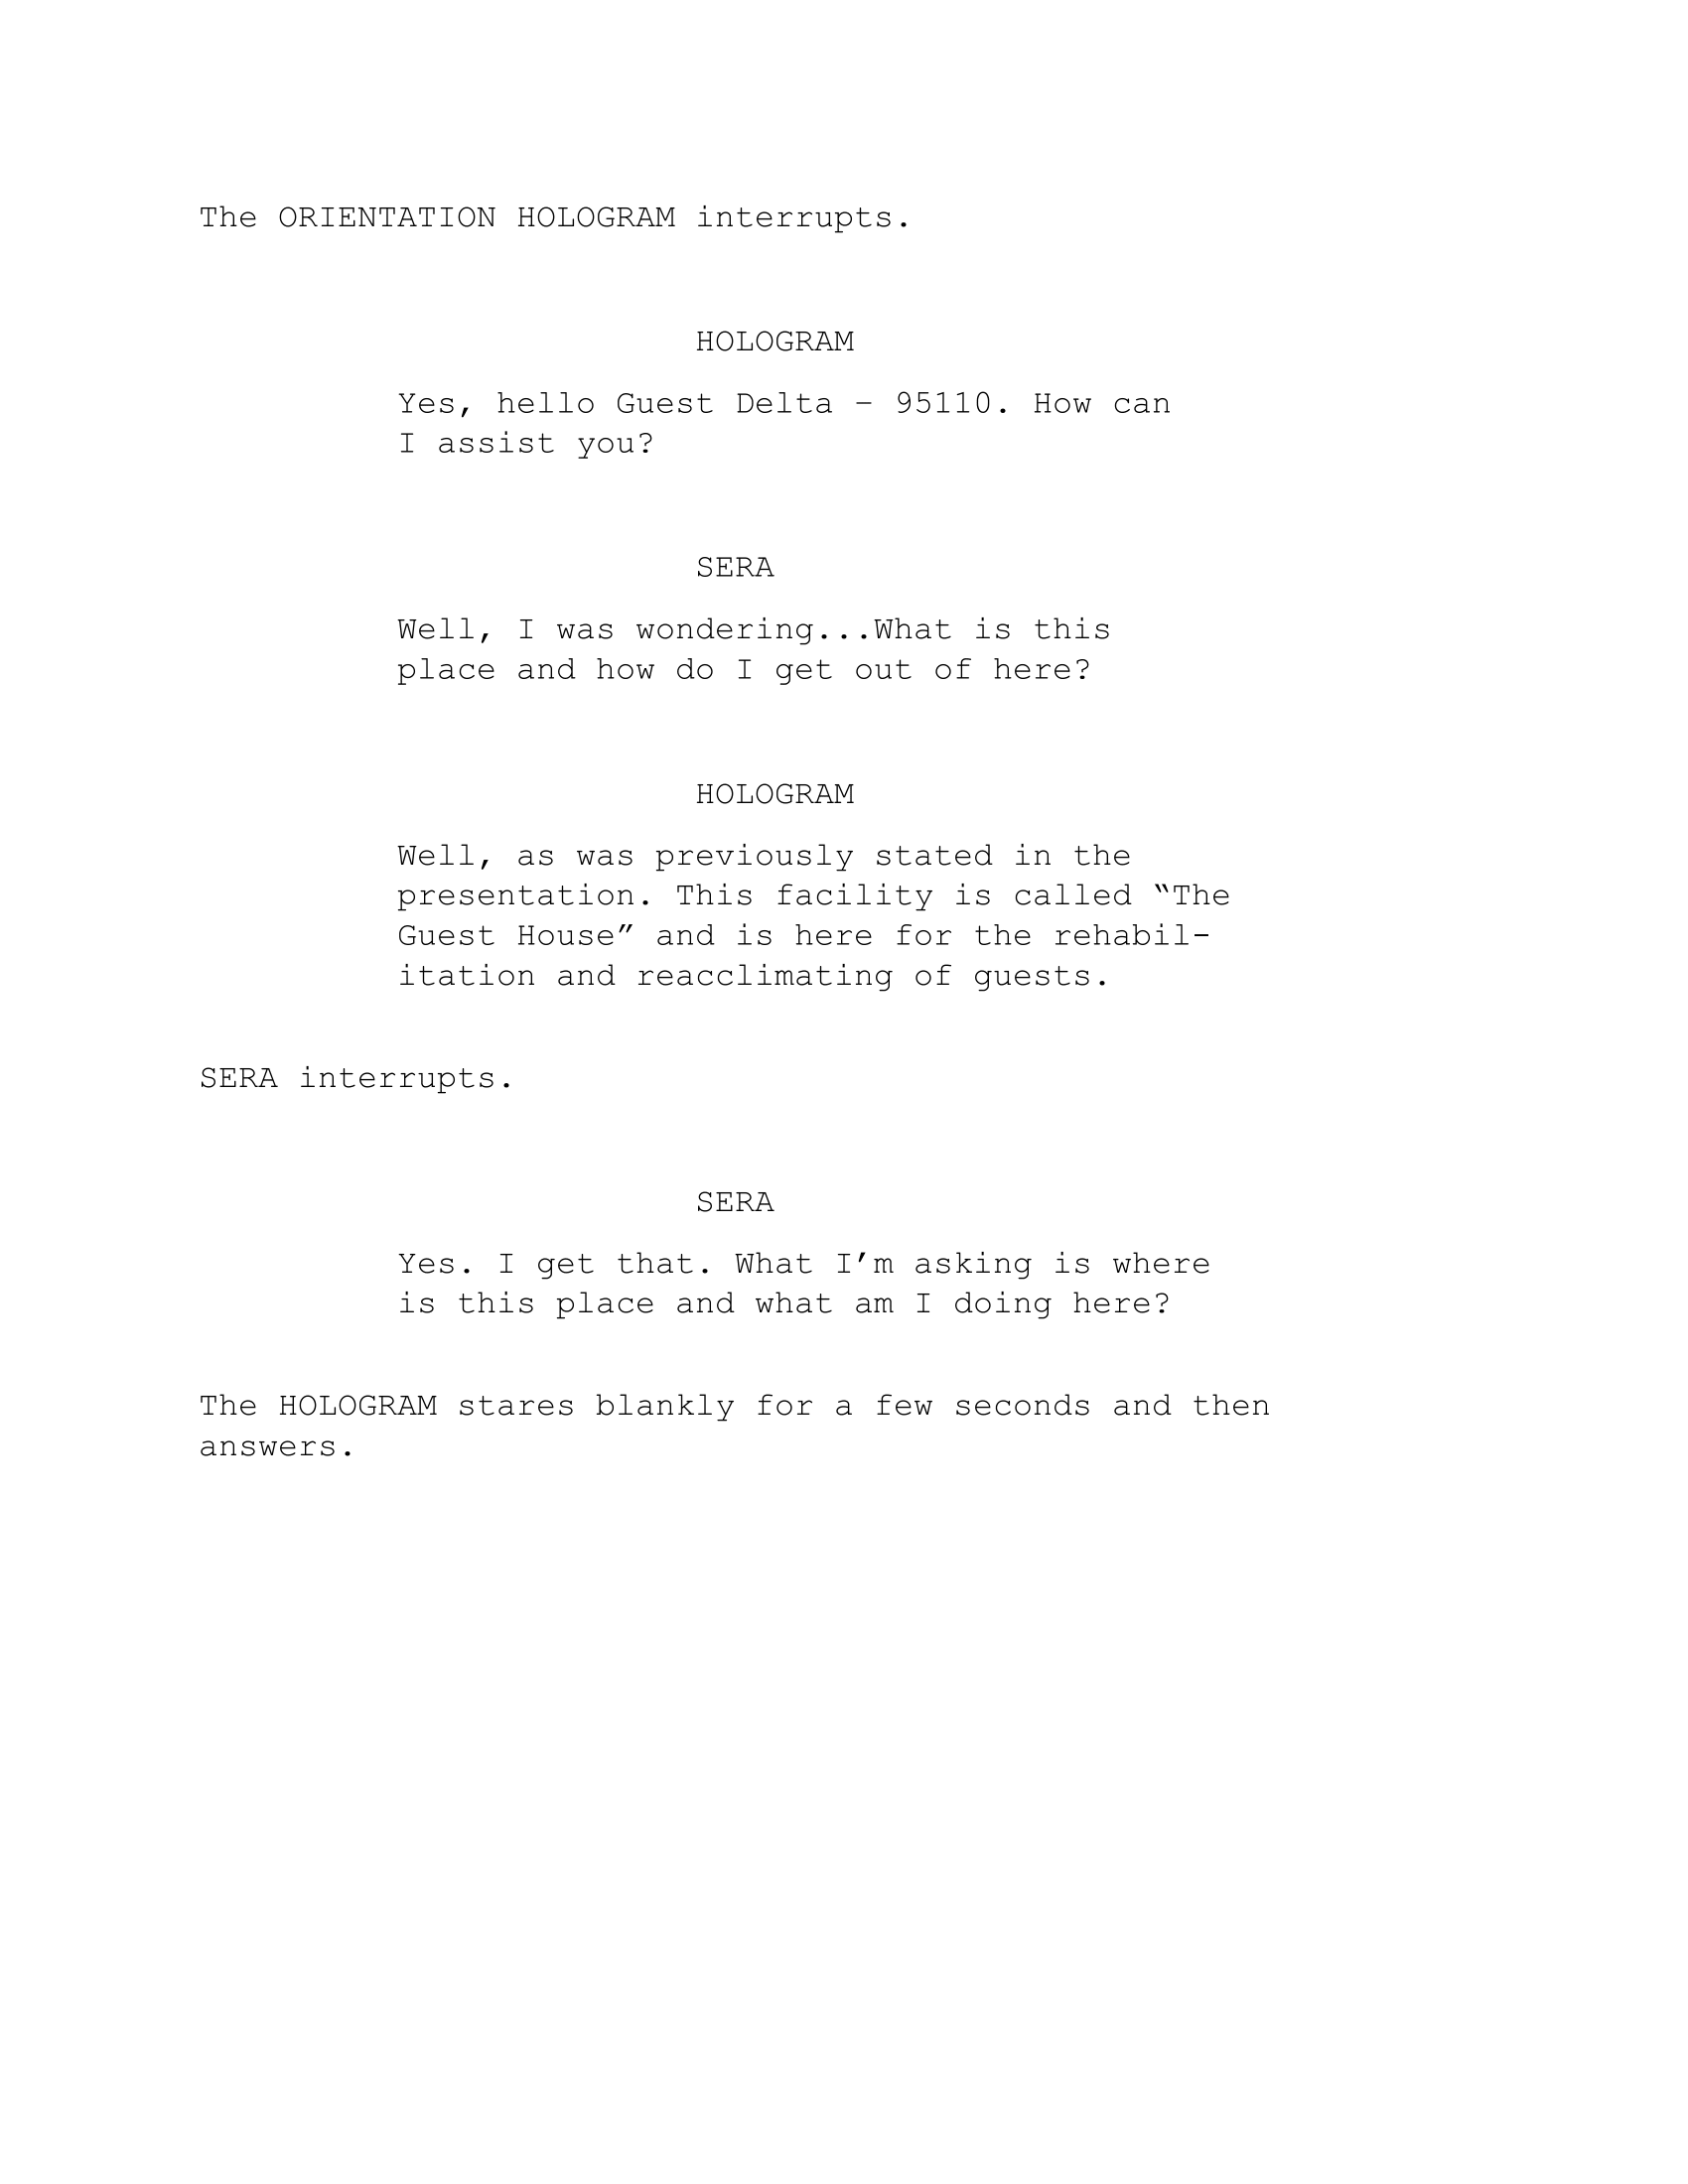 The ORIENTATION HOLOGRAM interrupts.
HOLOGRAM
Yes, hello Guest Delta – 95110. How can
I assist you?
SERA
Well, I was wondering...What is this
place and how do I get out of here?
HOLOGRAM
Well, as was previously stated in the
presentation. This facility is called “The
Guest House” and is here for the rehabil-
itation and reacclimating of guests.
SERA interrupts.
SERA
Yes. I get that. What I’m asking is where
is this place and what am I doing here?
The HOLOGRAM stares blankly for a few seconds and then
answers.